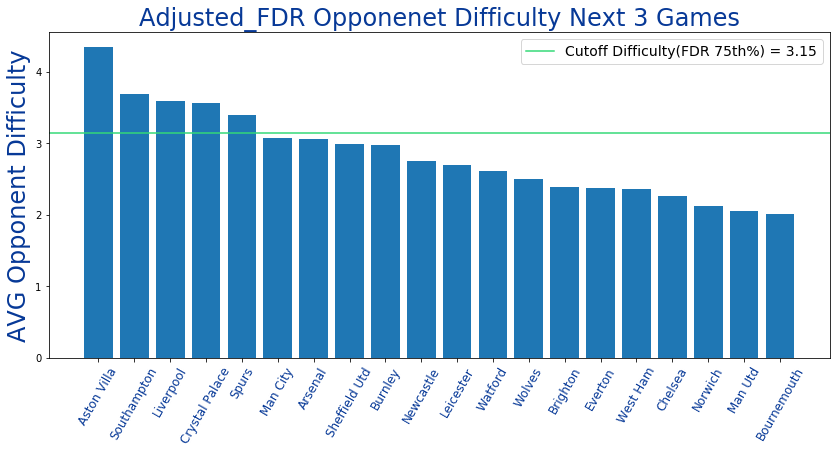 Adjusted_FDR Opponenet Difficulty Next 3 Games
Cutoff Difficulty(FDR 75th%) = 3.15
AVG Opponent Difficulty
4
3
2
1
0
Aston Villa
Southampton
Liverpool
Crystal Palace
Spurs
Man City
Arsenal
Sheffield Utd
Burnley
Newcastle
Leicester
Watford
Wolves
Brighton
Everton
West Ham
Chelsea
Norwich
Man Utd
Bournemouth